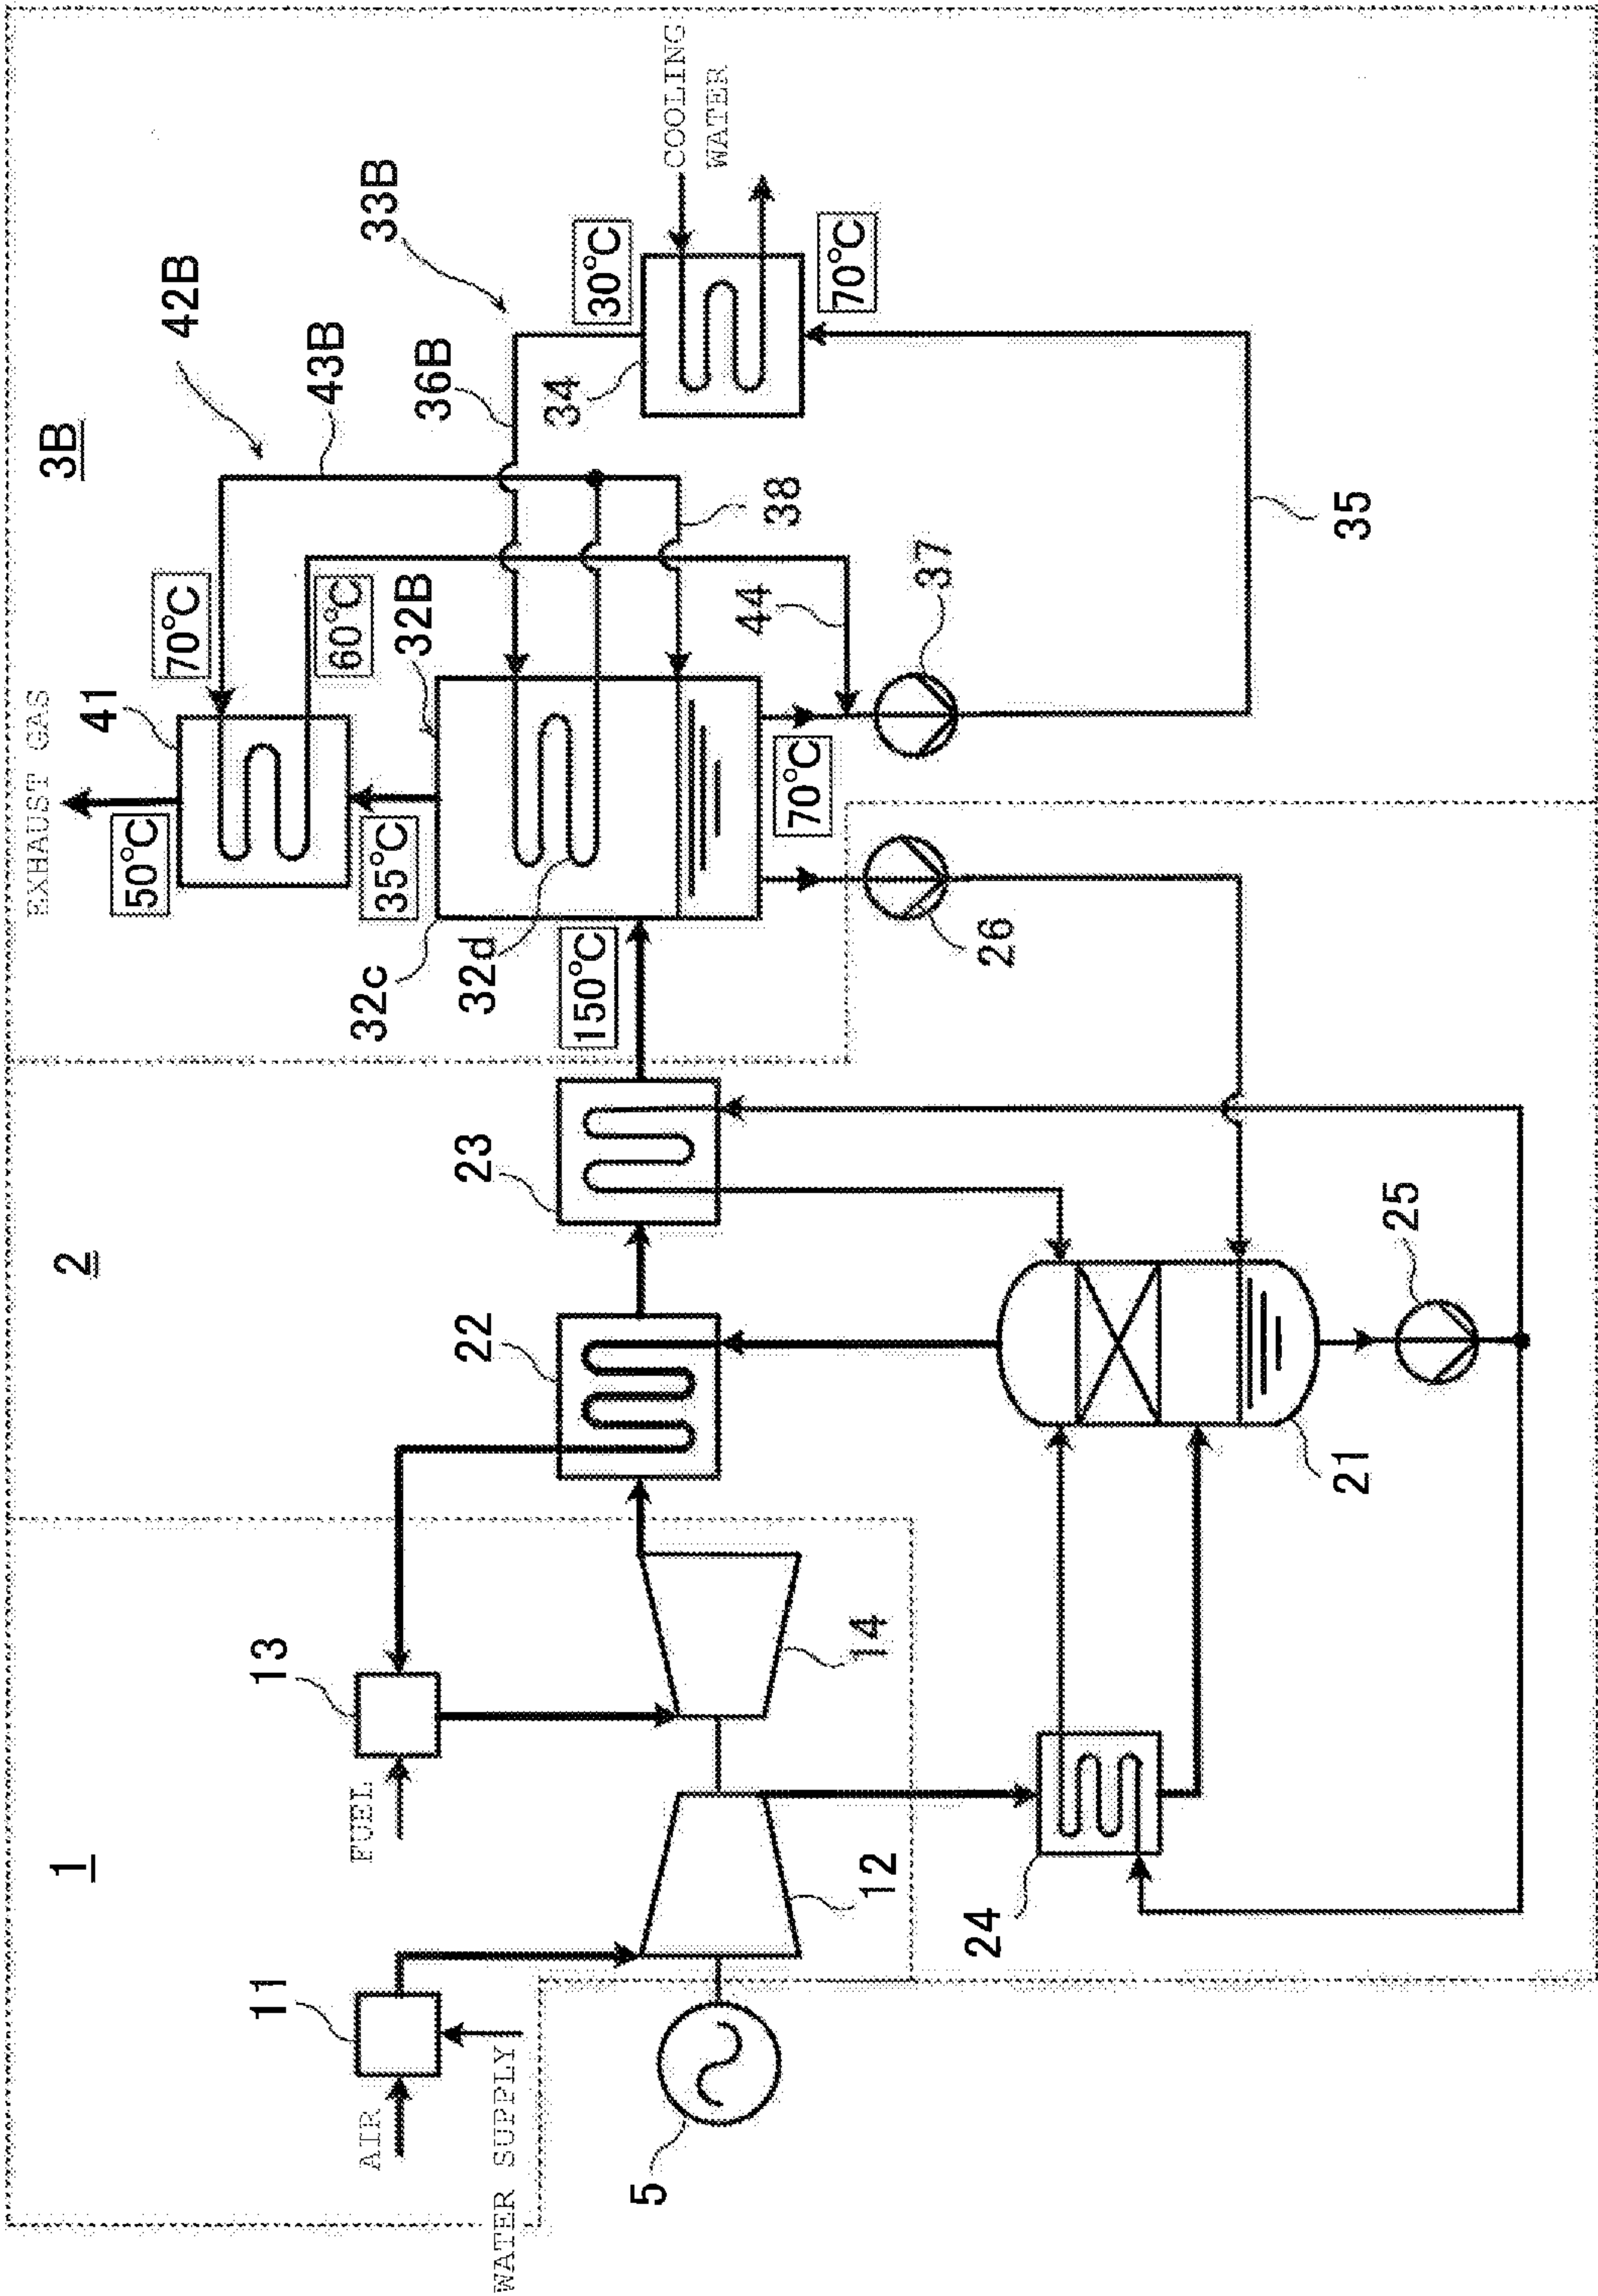 EXHAUST GAS
1
2
3B
41
50°C
70°C
42B
11
13
43B
60°C
AIR
FUEL
32c
35°C
33B
32B
36B
22
23
32d
WATER SUPPLY
34
150°C
30°C
5
COOLING
WATER
44
38
70°C
70°C
12
14
37
24
26
21
35
25